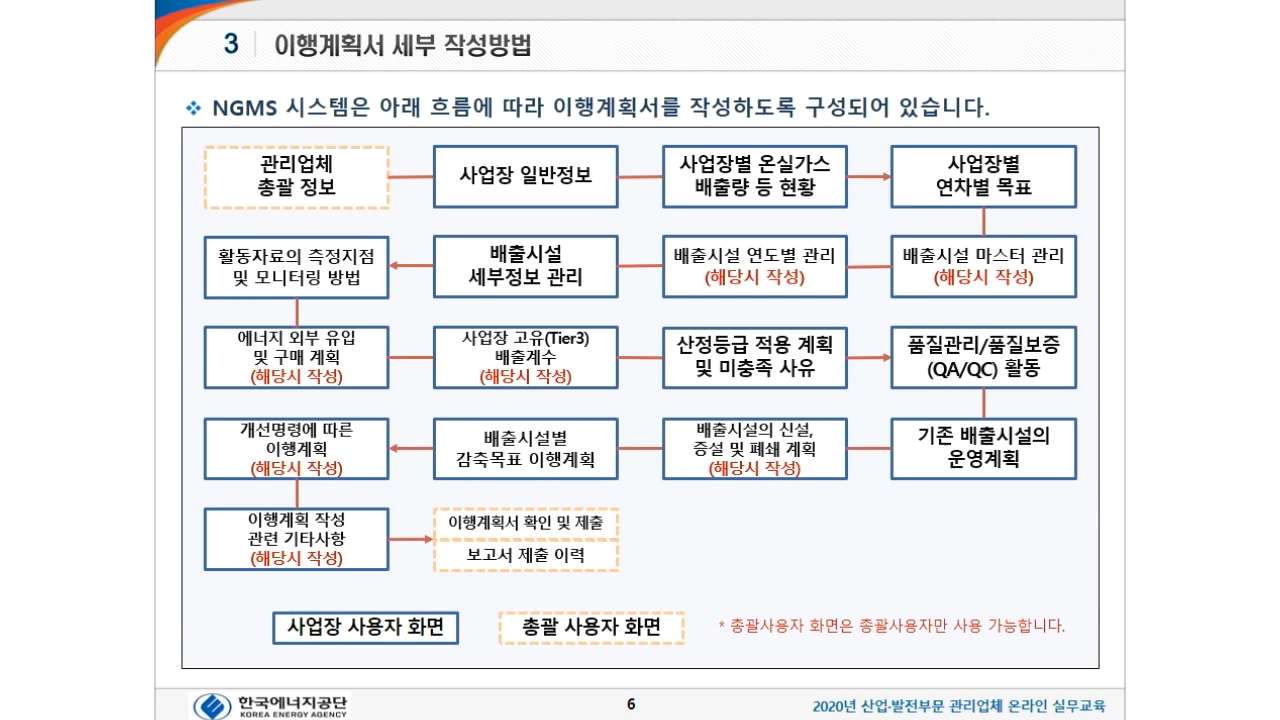 3 이행계획서 세부 작성방법
❖ NGMS 시스템은 아래 흐름에 따라 이행계획서를 작성하도록 구성되어 있습니다.
관리업체
총괄 정보
사업장 일반정보
사업장별 온실가스
배출량 등 현황
사업장별
연차별 목표
활동자료의 측정지점
및 모니터링 방법
배출시설
세부정보 관리
배출시설 연도별 관리
(해당시 작성)
배출시설 마스터 관리
(해당시 작성)
에너지 외부 유입
및 구매 계획
(해당시 작성)
사업장 고유(Tier3)
배출계수
(해당시 작성)
산정등급 적용 계획
및 미충족 사유
품질관리/품질보증
(QA/QC) 활동
개선명령에 따른
이행계획
(해당시 작성)
배출시설별
감축목표 이행계획
배출시설의 신설,
증설 및 폐쇄 계획
(해당시 작성)
기존 배출시설의
운영계획
이행계획 작성
관련 기타사항
(해당시 작성)
이행계획서 확인 및 제출
보고서 제출 이력
사업장 사용자 화면
총괄 사용자 화면
* 총괄사용자 화면은 총괄사용자만 사용 가능합니다.
한국에너지공단
KOREA ENERGY AGENCY
6
2020년 산업·발전부문 관리업체 온라인 실무교육